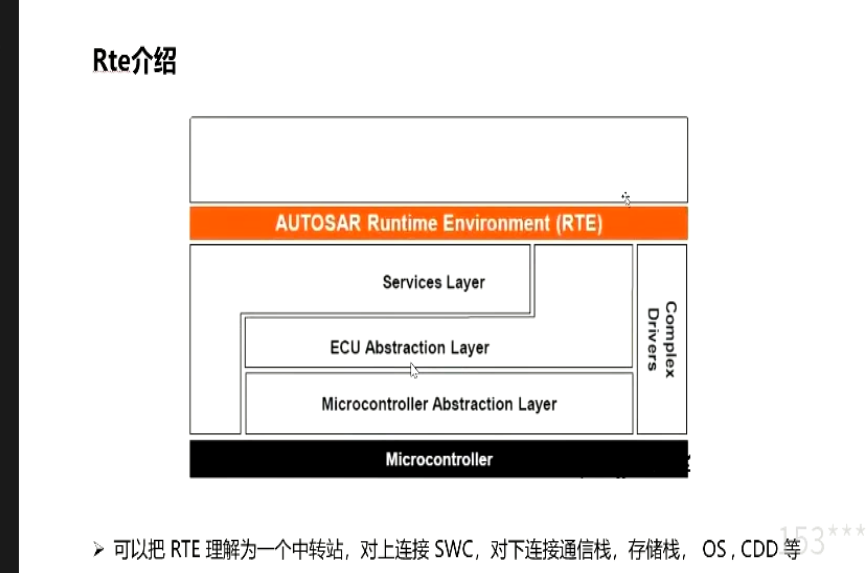 Rte介绍
AUTOSAR Runtime Environment (RTE)
Services Layer
Complex
Drivers
ECU Abstraction Layer
Microcontroller Abstraction Layer
Microcontroller
➢ 可以把 RTE 理解为一个中转站，对上连接 SWC，对下连接通信栈，存储栈， OS , CDD 等
153***